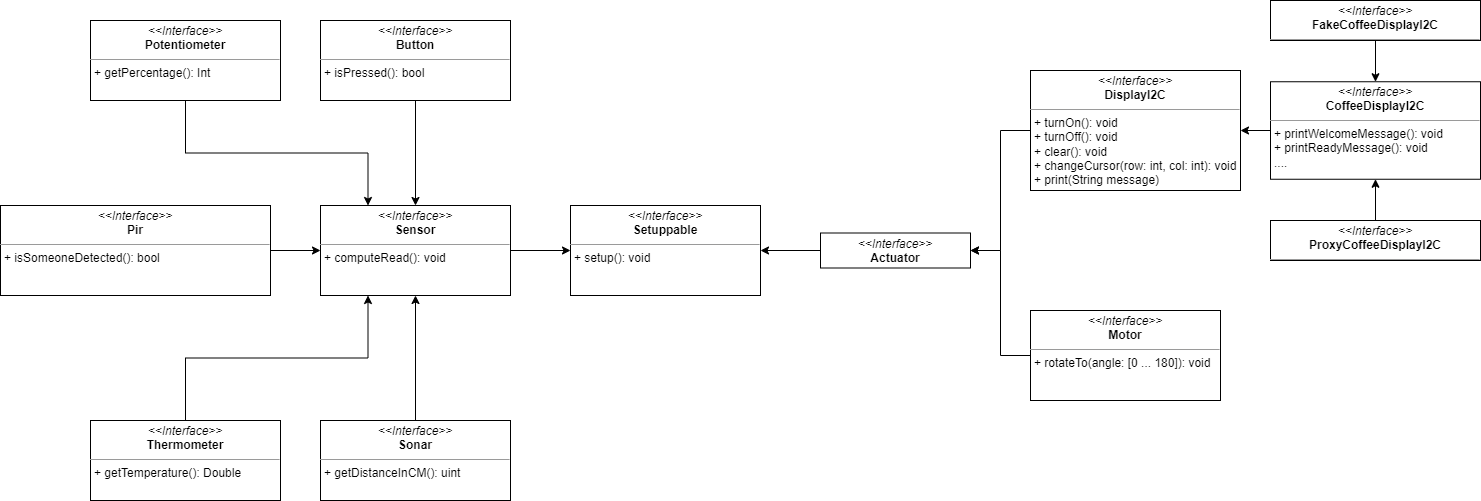 <<Interface>>
Potentiometer
+ getPercentage(): Int
<<Interface>>
Button
+ isPressed(): bool
<<Interface>>
Pir
+ isSomeoneDetected(): bool
<<Interface>>
Sensor
+ computeRead(): void
<<Interface>>
Setuppable
+ setup(): void
<<Interface>>
Actuator
<<Interface>>
Thermometer
+ getTemperature(): Double
<<Interface>>
Sonar
+ getDistanceInCM(): uint
<<Interface>>
DisplayI2C
+ turnOn(): void
+ turnOff(): void
+ clear(): void
+ changeCursor(row: int, col: int): void
+ print(String message)
<<Interface>>
Motor
+ rotateTo(angle: [0 ... 180]): void
<<Interface>>
FakeCoffeeDisplayI2C
<<Interface>>
CoffeeDisplayI2C
+ printWelcomeMessage(): void
+ printReadyMessage(): void
....
<<Interface>>
ProxyCoffeeDisplayI2C